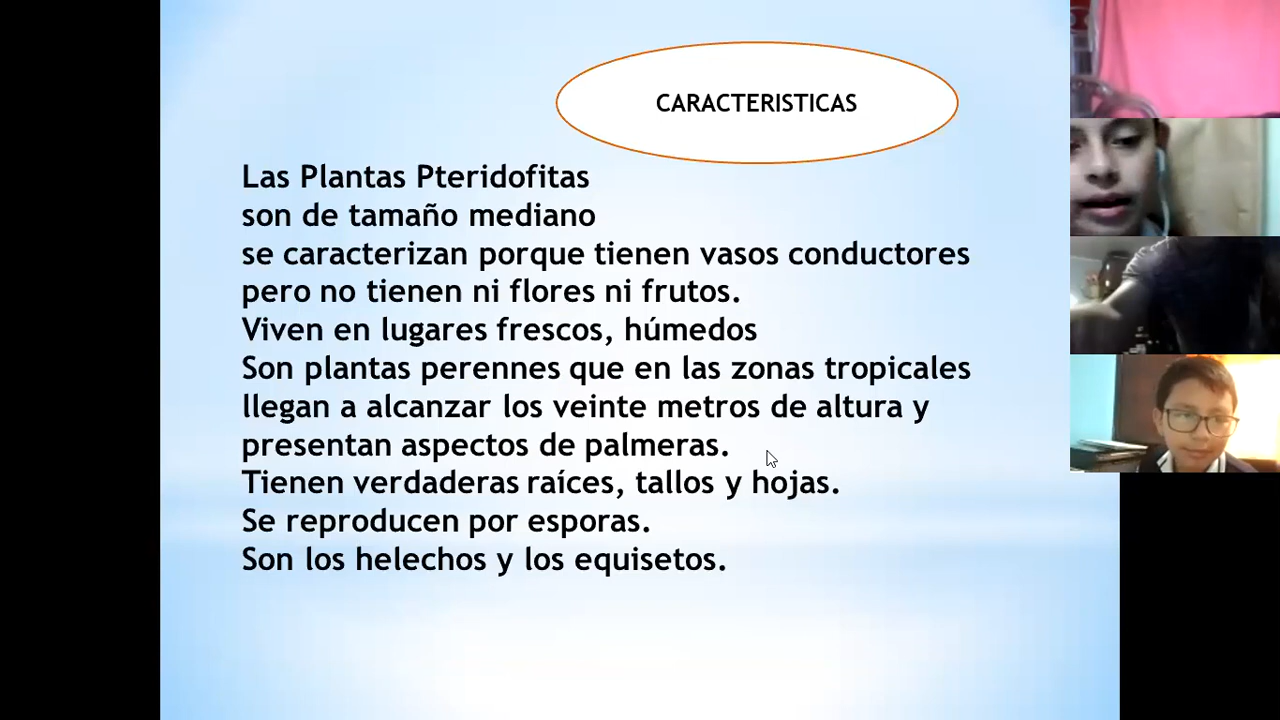 CARACTERISTICAS
Las Plantas Pteridofitas
son de tamaño mediano
se caracterizan porque tienen vasos conductores
pero no tienen ni flores ni frutos.
Viven en lugares frescos, húmedos
Son plantas perennes que en las zonas tropicales
llegan a alcanzar los veinte metros de altura y
presentan aspectos de palmeras.
Tienen verdaderas raíces, tallos y hojas.
Se reproducen por esporas.
Son los helechos y los equisetos.